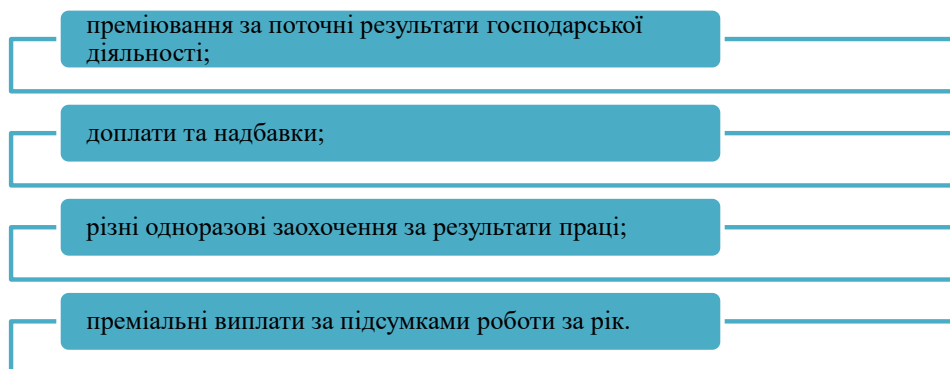 преміювання за поточні результати господарської
діяльності;
доплати та надбавки;
різні одноразові заохочення за результати праці;
преміальні виплати за підсумками роботи за рік.